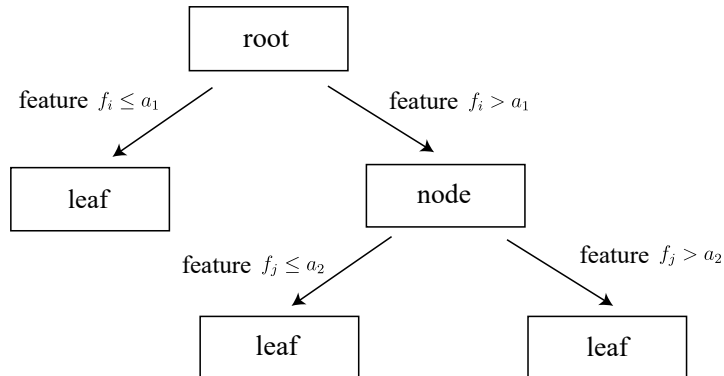 root
feature f_i ≤ a_1
feature f_i > a_1
leaf
node
feature f_j ≤ a_2
feature f_j > a_2
leaf
leaf